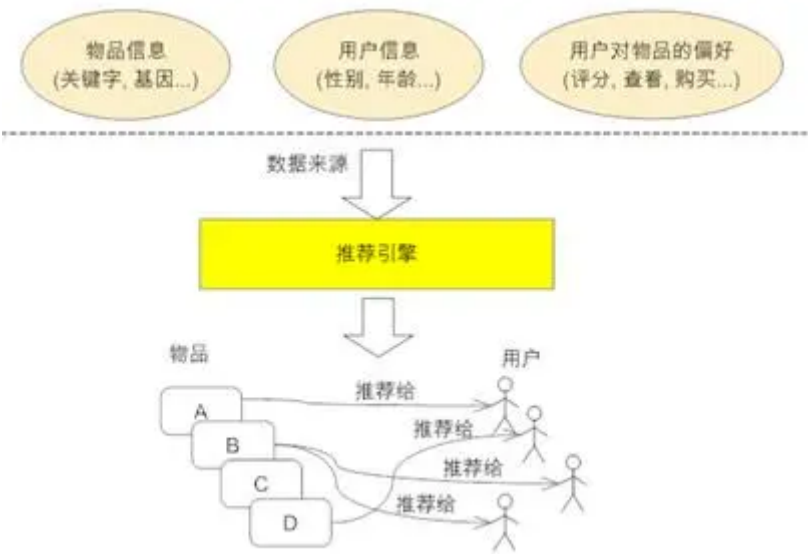 物品信息
(关键字, 基因...)
用户信息
(性别, 年龄...)
用户对物品的偏好
(评分, 查看, 购买...)
数据来源
推荐引擎
物品
用户
推荐给
A
推荐给
B
推荐给
C
推荐给
D